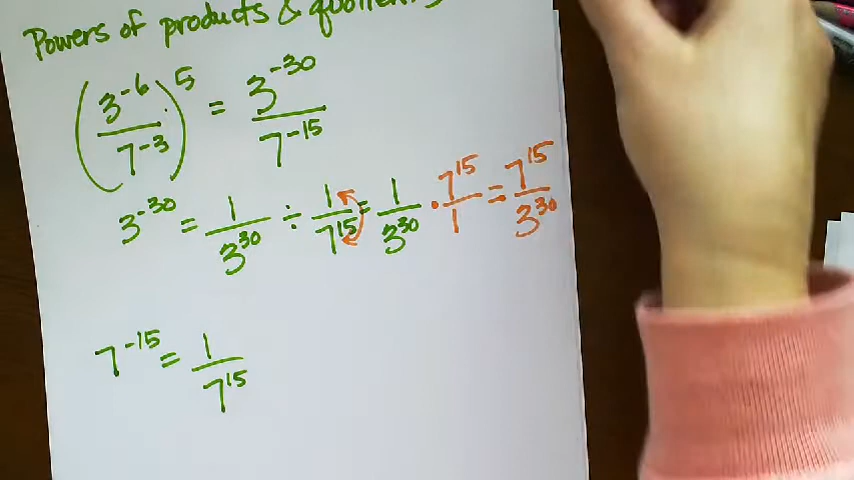 Powers of products & quotients
(3^-6 / 7^-3)^5 = 3^-30 / 7^-15
3^-30 = 1/3^30 ÷ 1/7^15 = 1/3^30 · 7^15/1 = 7^15/3^30
7^-15 = 1/7^15